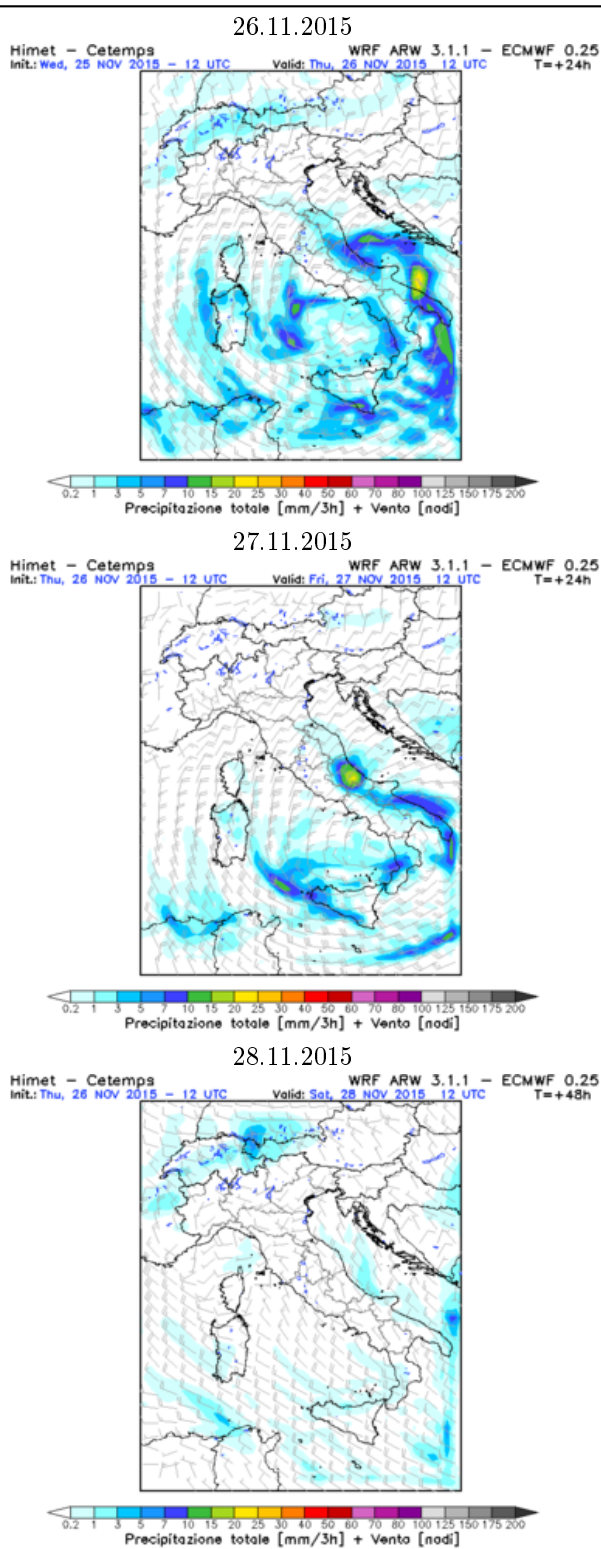 26.11.2015
Himet – Cetemps WRF ARW 3.1.1 – ECMWF 0.25
Init.: Wed, 25 NOV 2015 – 12 UTC Valid: Thu, 26 NOV 2015 12 UTC T=+24h
0.2 1 3 5 7 10 15 20 25 30 40 50 60 70 80 100 125 150 175 200
Precipitazione totale [mm/3h] + Vento [nodi]
27.11.2015
Himet – Cetemps WRF ARW 3.1.1 – ECMWF 0.25
Init.: Thu, 26 NOV 2015 – 12 UTC Valid: Fri, 27 NOV 2015 12 UTC T=+24h
0.2 1 3 5 7 10 15 20 25 30 40 50 60 70 80 100 125 150 175 200
Precipitazione totale [mm/3h] + Vento [nodi]
28.11.2015
Himet – Cetemps WRF ARW 3.1.1 – ECMWF 0.25
Init.: Thu, 26 NOV 2015 – 12 UTC Valid: Sat, 28 NOV 2015 12 UTC T=+48h
0.2 1 3 5 7 10 15 20 25 30 40 50 60 70 80 100 125 150 175 200
Precipitazione totale [mm/3h] + Vento [nodi]